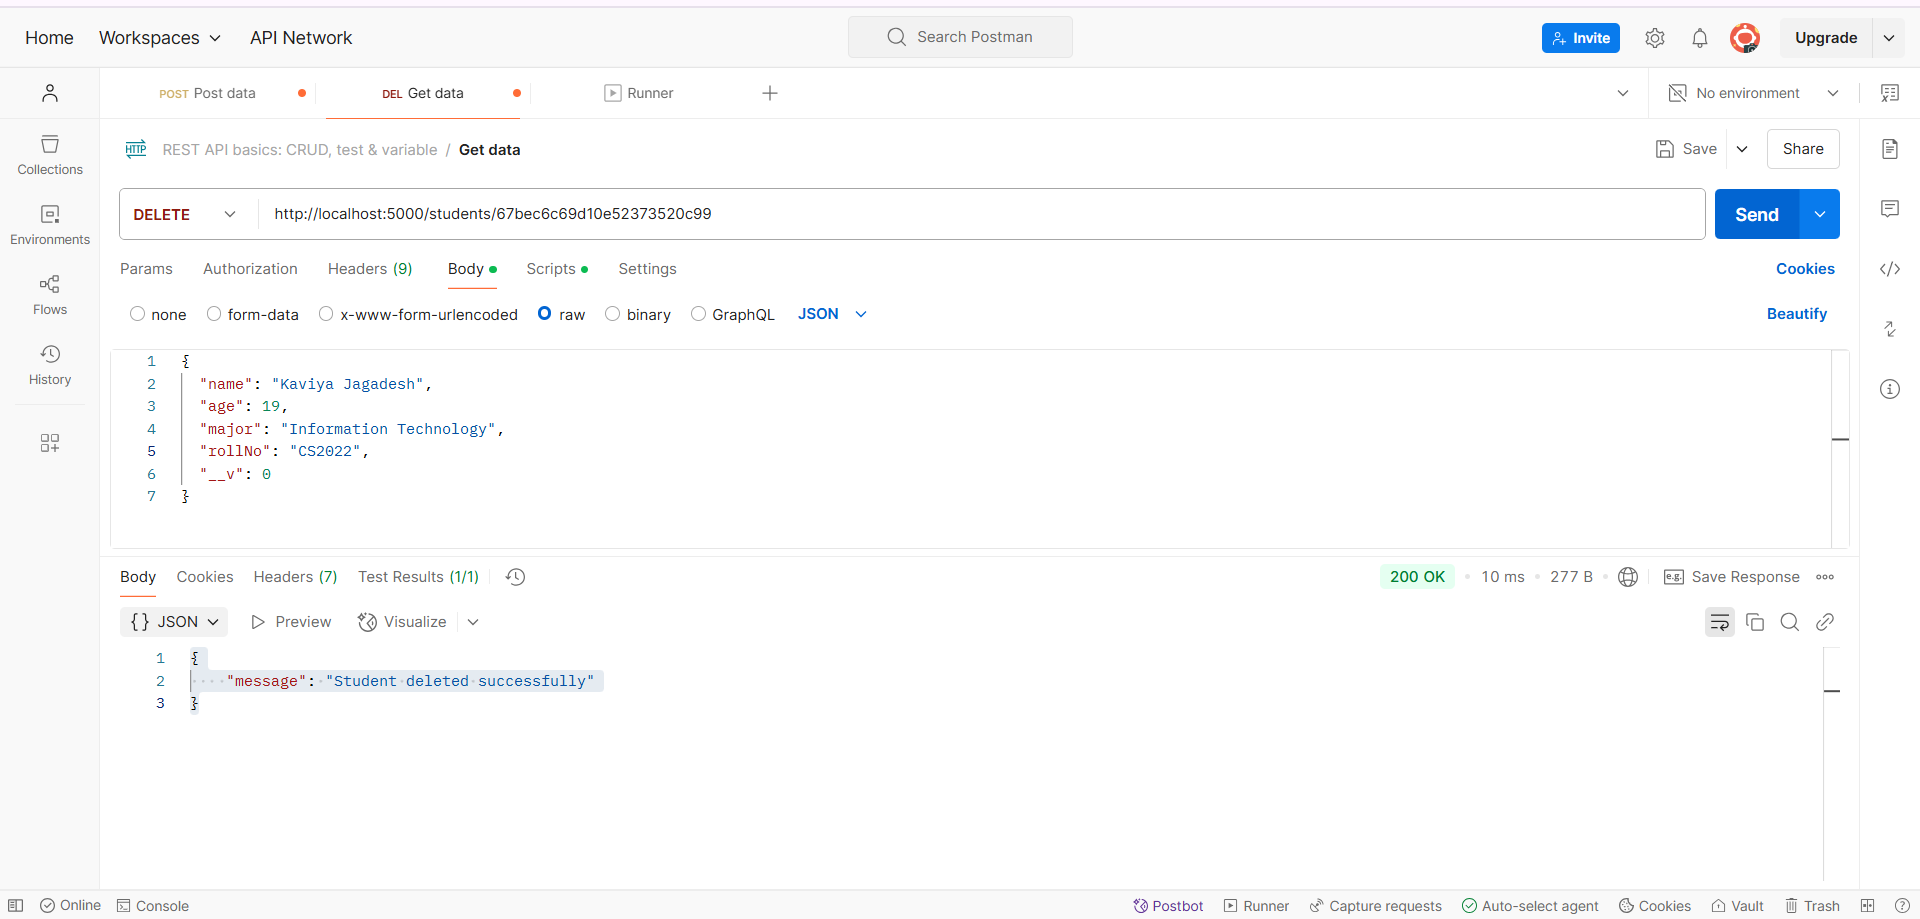 Home Workspaces API Network Search Postman Invite Upgrade
POST Post data DEL Get data Runner No environment
REST API basics: CRUD, test & variable / Get data Save Share
HTTP
DELETE http://localhost:5000/students/67bec6c69d10e52373520c99 Send
Params Authorization Headers (9) Body Scripts Settings Cookies
none form-data x-www-form-urlencoded raw binary GraphQL JSON Beautify
Collections
Environments
Flows
History
1 {
2 "name": "Kaviya Jagadesh",
3 "age": 19,
4 "major": "Information Technology",
5 "rollNo": "CS2022",
6 "__v": 0
7 }
Body Cookies Headers (7) Test Results (1/1) 200 OK 10 ms 277 B e.g. Save Response
{} JSON Preview Visualize
1 {
2 "message": "Student deleted successfully"
3 }
Online Console Postbot Runner Capture requests Auto-select agent Cookies Vault Trash